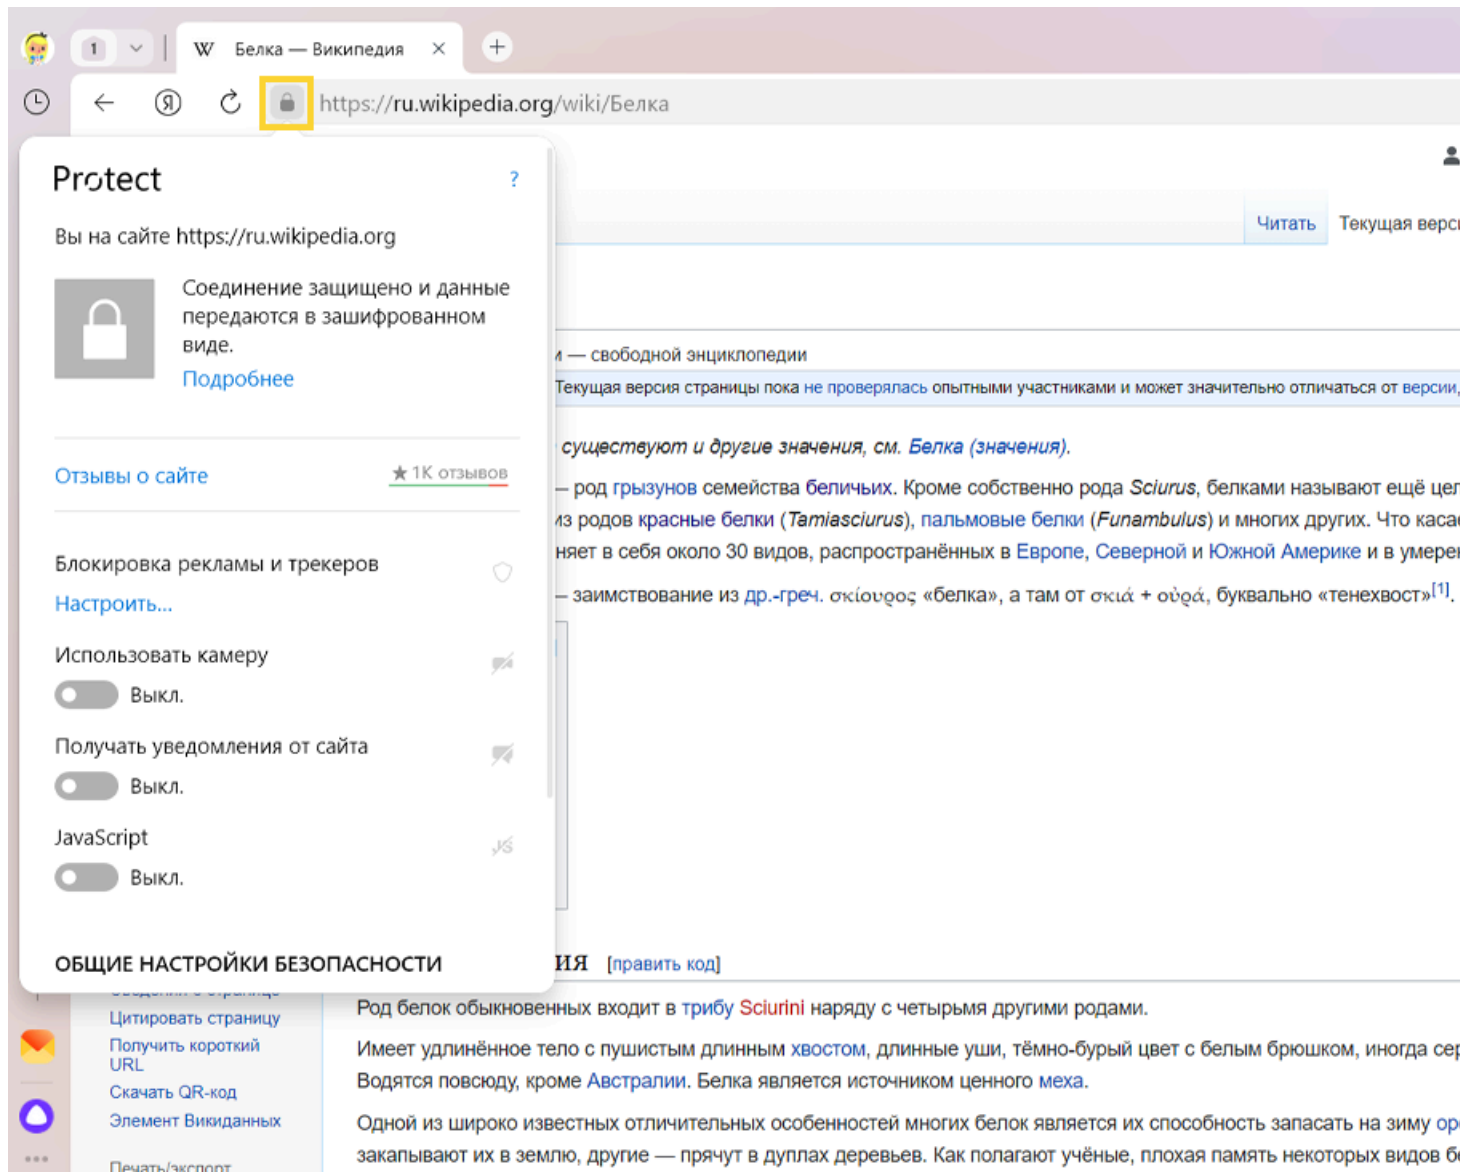 1
W Белка — Википедия
Я
https://ru.wikipedia.org/wiki/Белка
Protect
?
Вы на сайте https://ru.wikipedia.org
Соединение защищено и данные
передаются в зашифрованном
виде.
Подробнее
Отзывы о сайте
1К отзывов
Блокировка рекламы и трекеров
Настроить...
Использовать камеру
Выкл.
Получать уведомления от сайта
Выкл.
JavaScript
JS
Выкл.
ОБЩИЕ НАСТРОЙКИ БЕЗОПАСНОСТИ
Читать Текущая
— свободной энциклопедии
Текущая версия страницы пока не проверялась опытными участниками и может значительно отличаться от версии,
существуют и другие значения, см. Белка (значения).
— род грызунов семейства беличьих. Кроме собственно рода Sciurus, белками называют ещё
из родов красные белки (Tamiasciurus), пальмовые белки (Funambulus) и многих других. Что
в себя около 30 видов, распространённых в Европе, Северной и Южной Америке и в
— заимствование из др.-греч. σκίουρος «белка», а там от σκιά + οὐρά, буквально «тенехвост»[1].
[править код]
Цитировать страницу
Получить короткий
URL
Скачать QR-код
Элемент Викиданных
Печать/экспорт
Род белок обыкновенных входит в трибу Sciurini наряду с четырьмя другими родами.
Имеет удлинённое тело с пушистым длинным хвостом, длинные уши, тёмно-бурый цвет с белым брюшком, иногда
Водятся повсюду, кроме Австралии. Белка является источником ценного меха.
Одной из широко известных отличительных особенностей многих белок является их способность запасать на зиму
закапывают их в землю, другие — прячут в дуплах деревьев. Как полагают учёные, плохая память некоторых видов